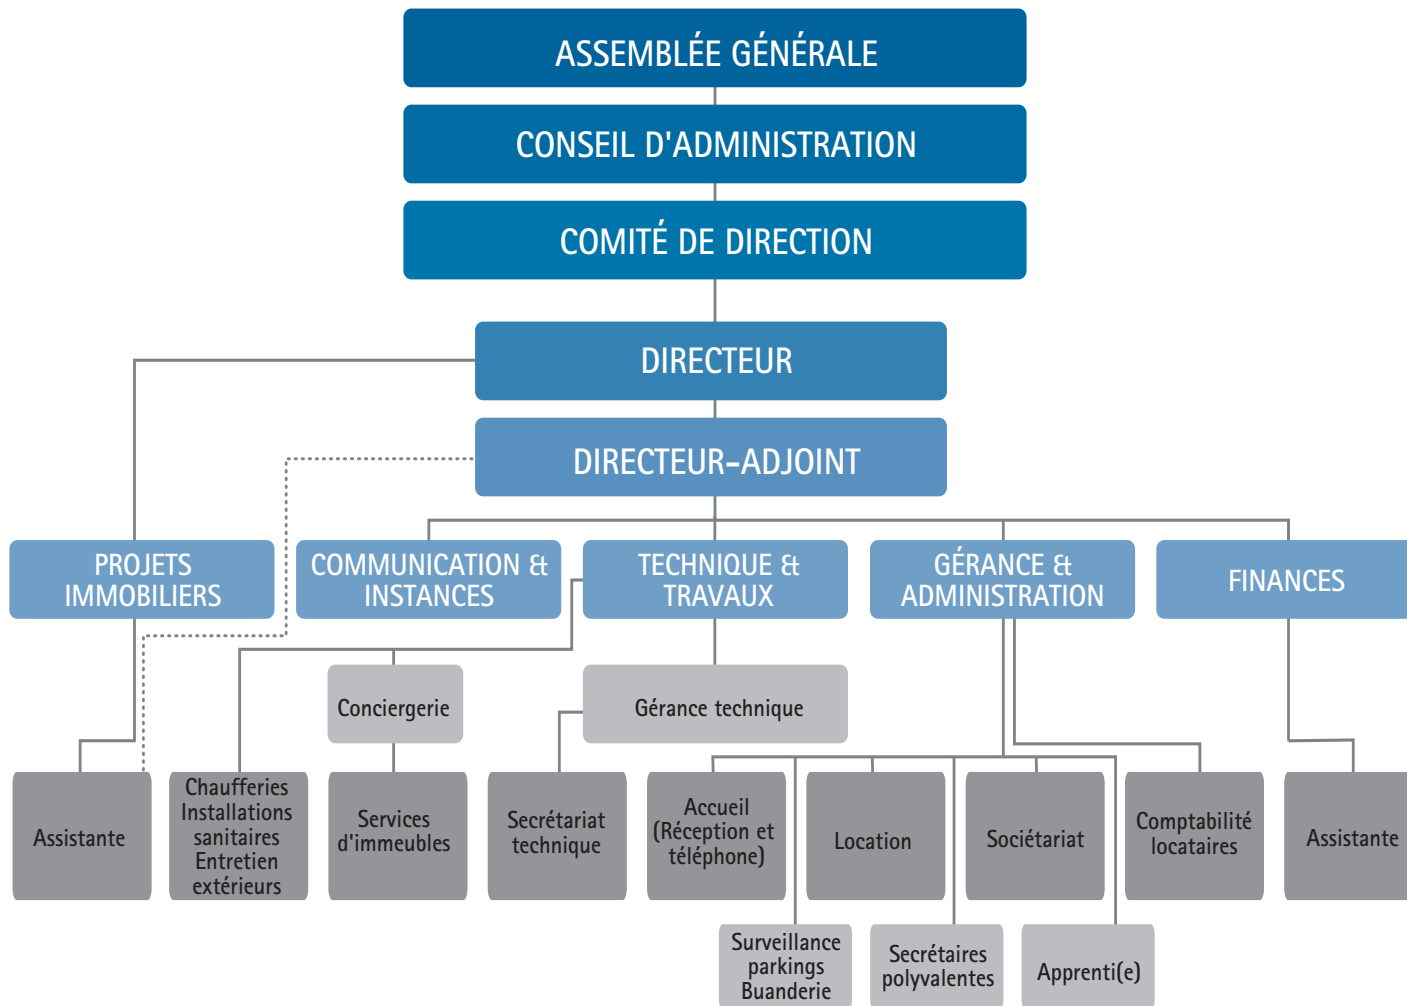 ASSEMBLÉE GÉNÉRALE
CONSEIL D'ADMINISTRATION
COMITÉ DE DIRECTION
DIRECTEUR
DIRECTEUR-ADJOINT
PROJETS
IMMOBILIERS
COMMUNICATION &
INSTANCES
TECHNIQUE &
TRAVAUX
GÉRANCE &
ADMINISTRATION
FINANCES
Conciergerie
Gérance technique
Assistante
Chaufferies
Installations
sanitaires
Entretien
extérieurs
Services
d'immeubles
Secrétariat
technique
Accueil
(Réception et
téléphone)
Location
Sociétariat
Comptabilité
locataires
Assistante
Surveillance
parkings
Buanderie
Secrétaires
polyvalentes
Apprenti(e)